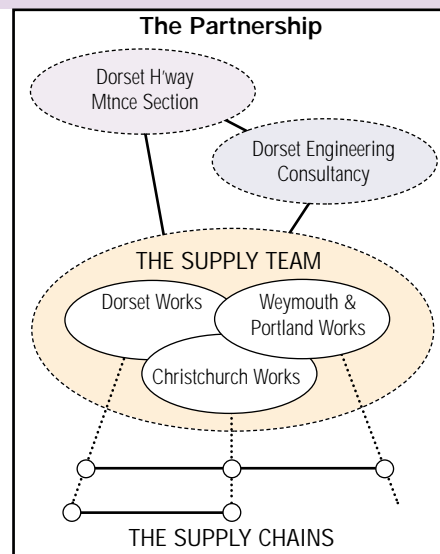 The Partnership
Dorset H'way
Mtnce Section
Dorset Engineering
Consultancy
THE SUPPLY TEAM
Dorset Works
Weymouth &
Portland Works
Christchurch Works
THE SUPPLY CHAINS